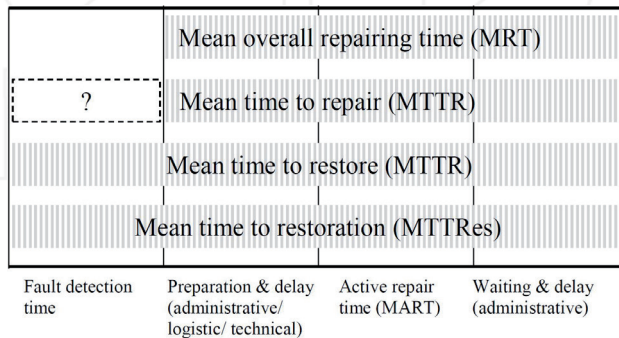 Mean overall repairing time (MRT)
?
Mean time to repair (MTTR)
Mean time to restore (MTTR)
Mean time to restoration (MTTRes)
Fault detection
time
Preparation & delay
(administrative/
logistic/ technical)
Active repair
time (MART)
Waiting & delay
(administrative)